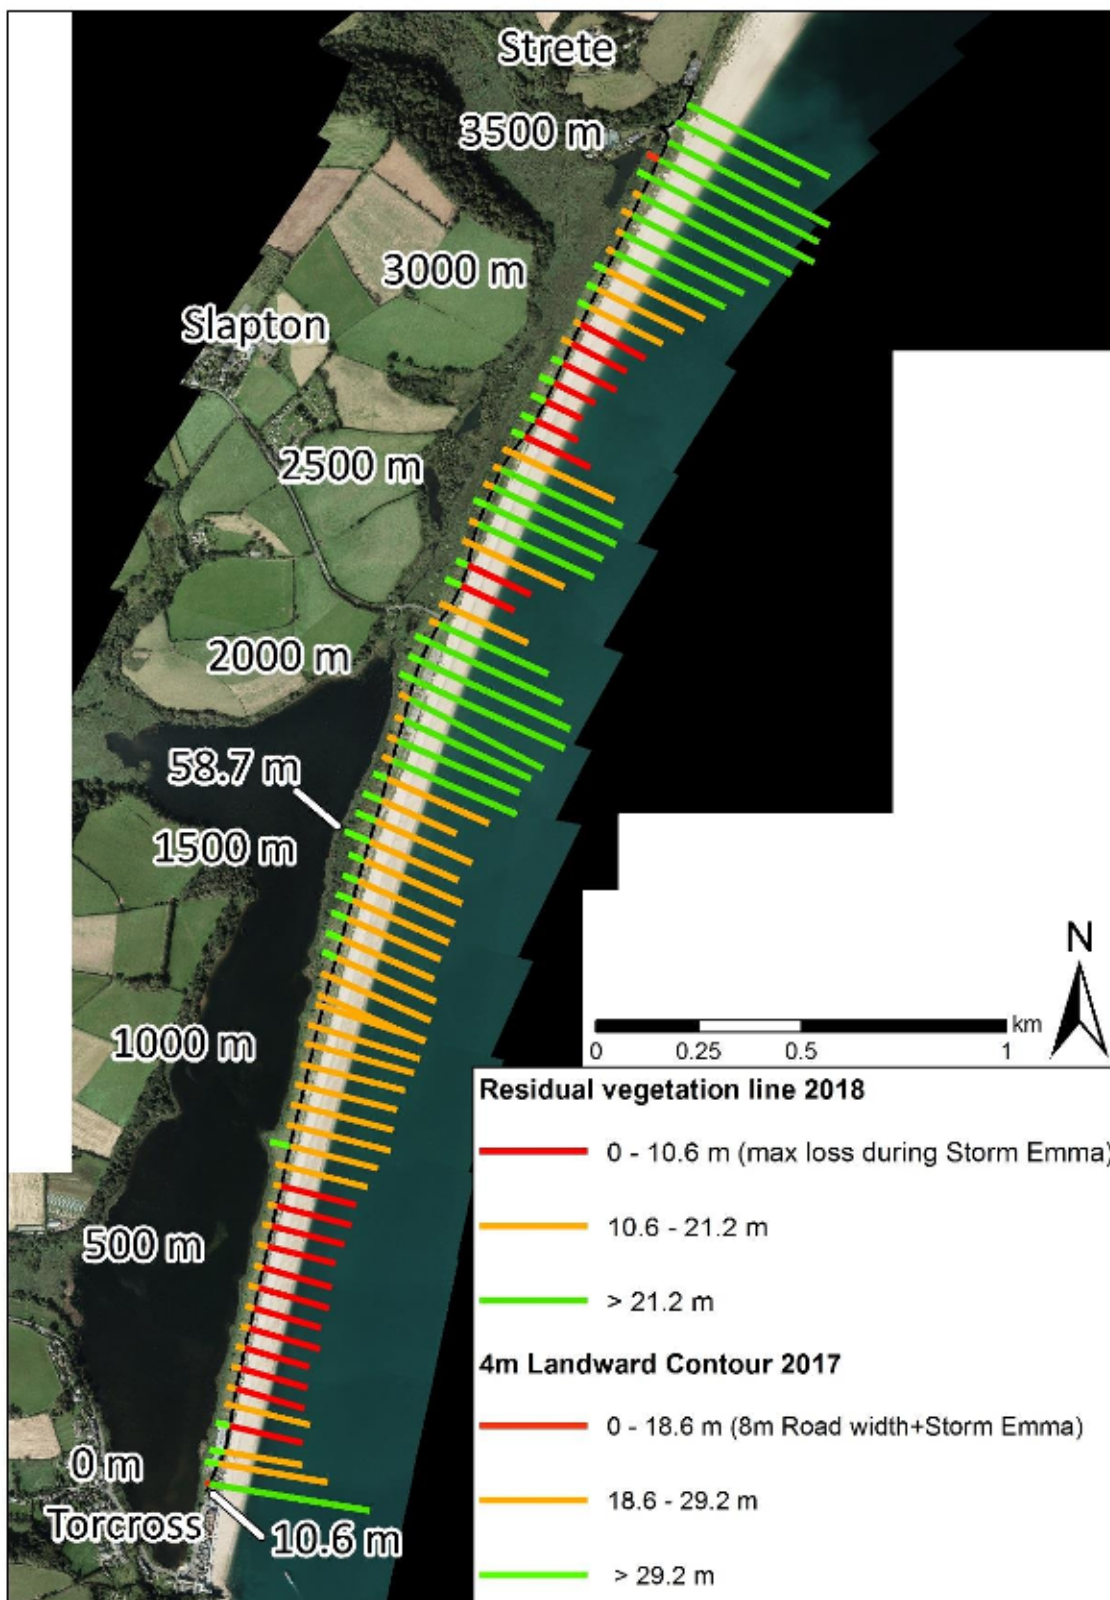 Strete
3500 m
3000 m
Slapton
2500 m
2000 m
58.7 m
1500 m
N
1000 m
km
0 0.25 0.5 1
Residual vegetation line 2018
0 - 10.6 m (max loss during Storm Emma)
10.6 - 21.2 m
500 m
> 21.2 m
4m Landward Contour 2017
0 - 18.6 m (8m Road width+Storm Emma)
0 m
18.6 - 29.2 m
Torcross
10.6 m
> 29.2 m